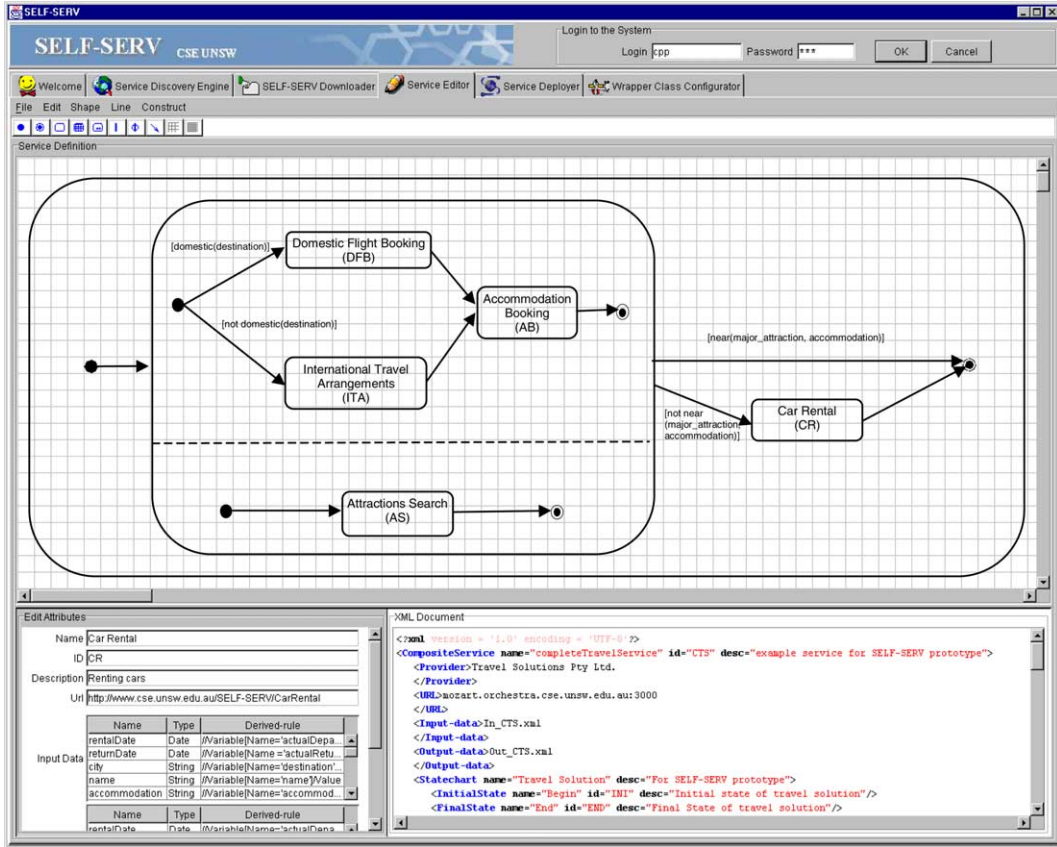 SELF-SERV
SELF-SERV CSE UNSW
Login to the System
Login cpp Password *** OK Cancel
Welcome Service Discovery Engine SELF-SERV Downloader Service Editor Service Deployer Wrapper Class Configurator
File Edit Shape Line Construct
Service Definition
[domestic(destination)]
Domestic Flight Booking
(DFB)
[not domestic(destination)]
Accommodation
Booking
(AB)
International Travel
Arrangements
(ITA)
[near(major_attraction, accommodation)]
[not near
(major_attraction,
accommodation)]
Car Rental
(CR)
Attractions Search
(AS)
Edit Attributes
Name Car Rental
ID CR
Description Renting cars
Url http://www.cse.unsw.edu.au/SELF-SERV/CarRental
Input Data
Name Type Derived-rule
rentalDate Date //Variable[Name='actualDepa...
returnDate Date //Variable[Name ='actualRetu...
city String //Variable[Name='destination'...
name String //Variable[Name='name']/Value
accommodation String //Variable[Name='accommod...
Name Type Derived-rule
rentalDate Date //Variable[Name='actualDepa...
XML Document
<?xml version = '1.0' encoding = 'UTF-8'?>
<CompositeService name="completeTravelService" id="CTS" desc="example service for SELF-SERV prototype">
<Provider>Travel Solutions Pty Ltd.
</Provider>
<URL>mozart.orchestra.cse.unsw.edu.au:3000
</URL>
<Input-data>In_CTS.xml
</Input-data>
<Output-data>Out_CTS.xml
</Output-data>
<Statechart name="Travel Solution" desc="For SELF-SERV prototype">
<InitialState name="Begin" id="INI" desc="Initial state of travel solution"/>
<FinalState name="End" id="END" desc="Final State of travel solution"/>